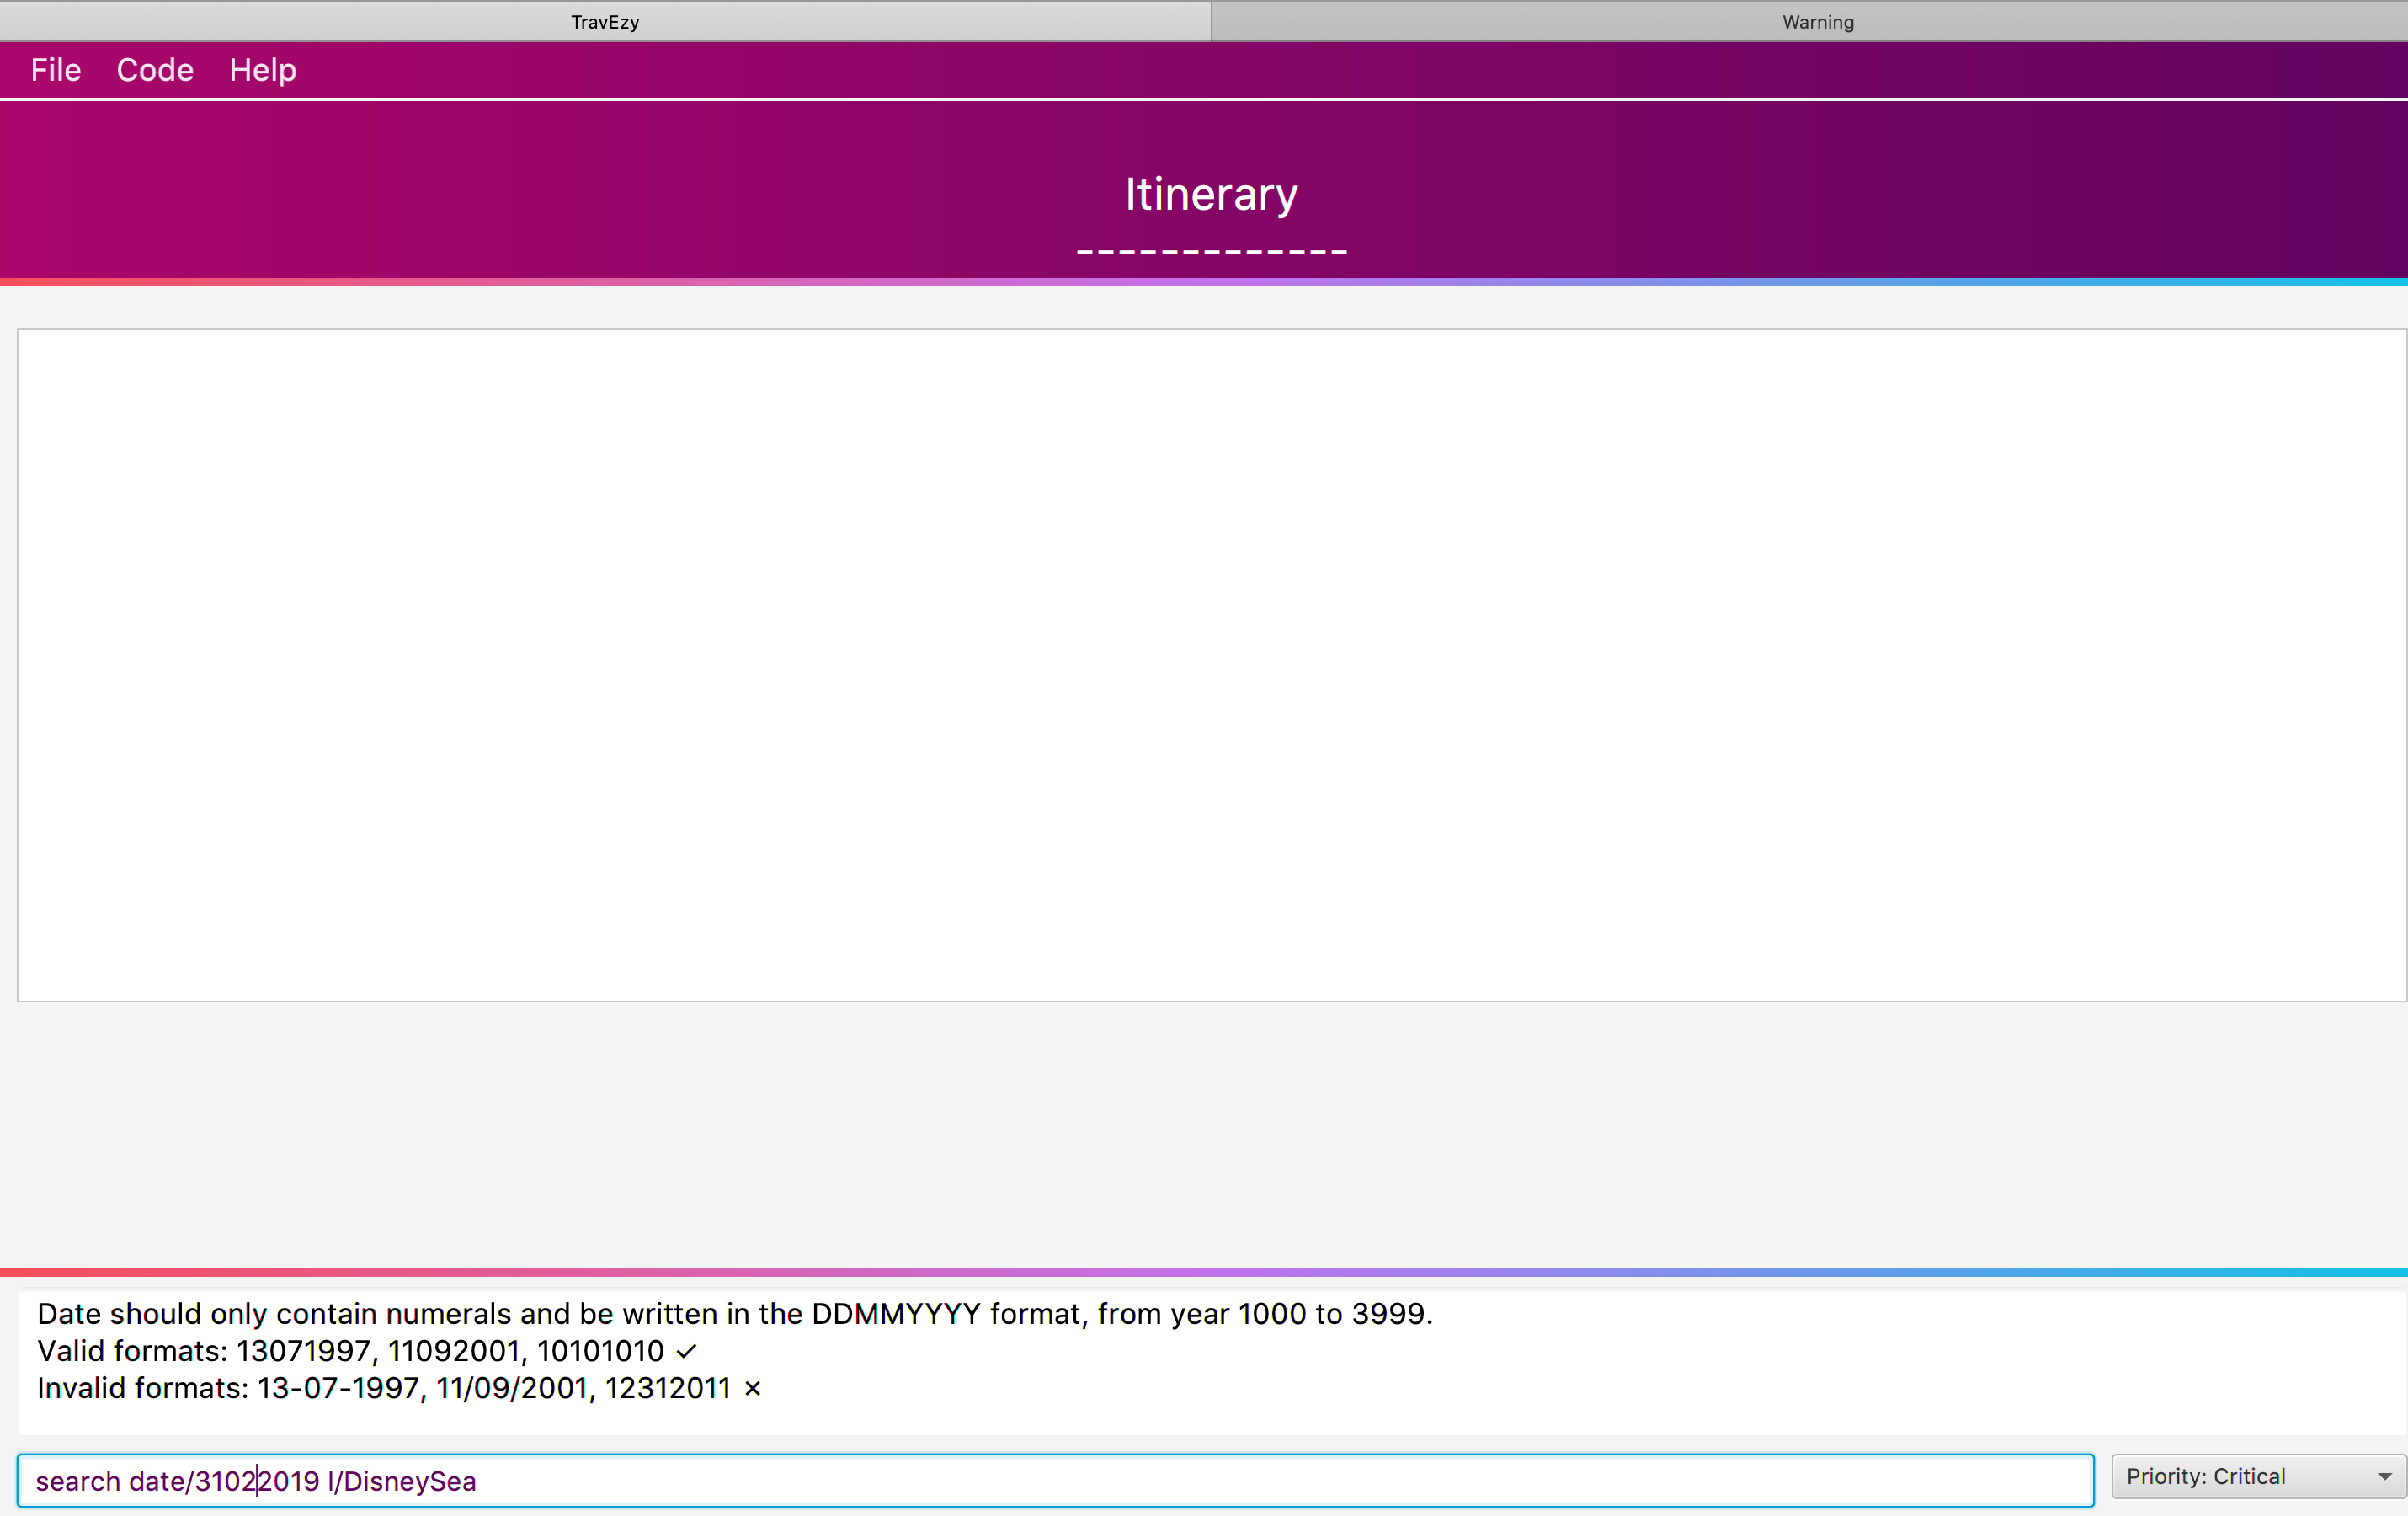 TravEzy
Warning
File Code Help
Itinerary
-------------
Date should only contain numerals and be written in the DDMMYYYY format, from year 1000 to 3999.
Valid formats: 13071997, 11092001, 10101010 ✓
Invalid formats: 13-07-1997, 11/09/2001, 12312011 ×
search date/31022019 l/DisneySea
Priority: Critical